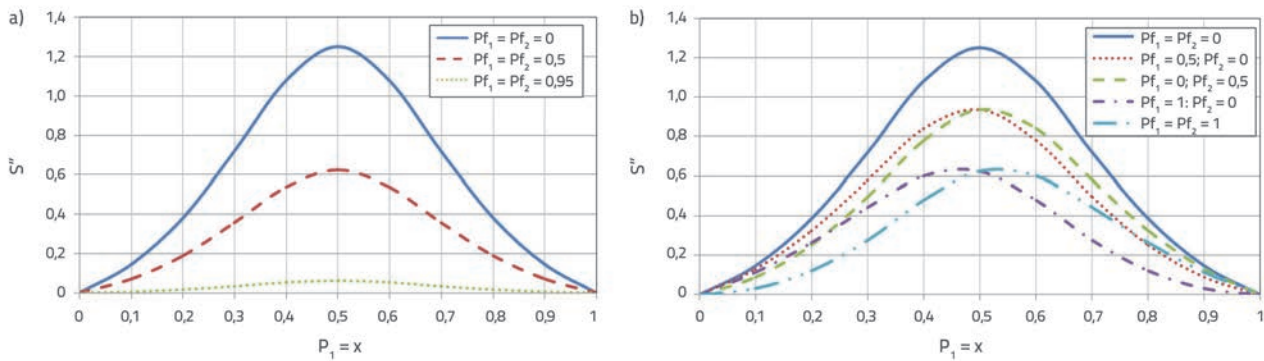 a)
S″
1,4
1,2
1,0
0,8
0,6
0,4
0,2
0
Pf₁ = Pf₂ = 0
Pf₁ = Pf₂ = 0,5
Pf₁ = Pf₂ = 0,95
0 0,1 0,2 0,3 0,4 0,5 0,6 0,7 0,8 0,9 1
P₁ = x
b)
S″
1,4
1,2
1,0
0,8
0,6
0,4
0,2
0
Pf₁ = Pf₂ = 0
Pf₁ = 0,5; Pf₂ = 0
Pf₁ = 0; Pf₂ = 0,5
Pf₁ = 1: Pf₂ = 0
Pf₁ = Pf₂ = 1
0 0,1 0,2 0,3 0,4 0,5 0,6 0,7 0,8 0,9 1
P₁ = x